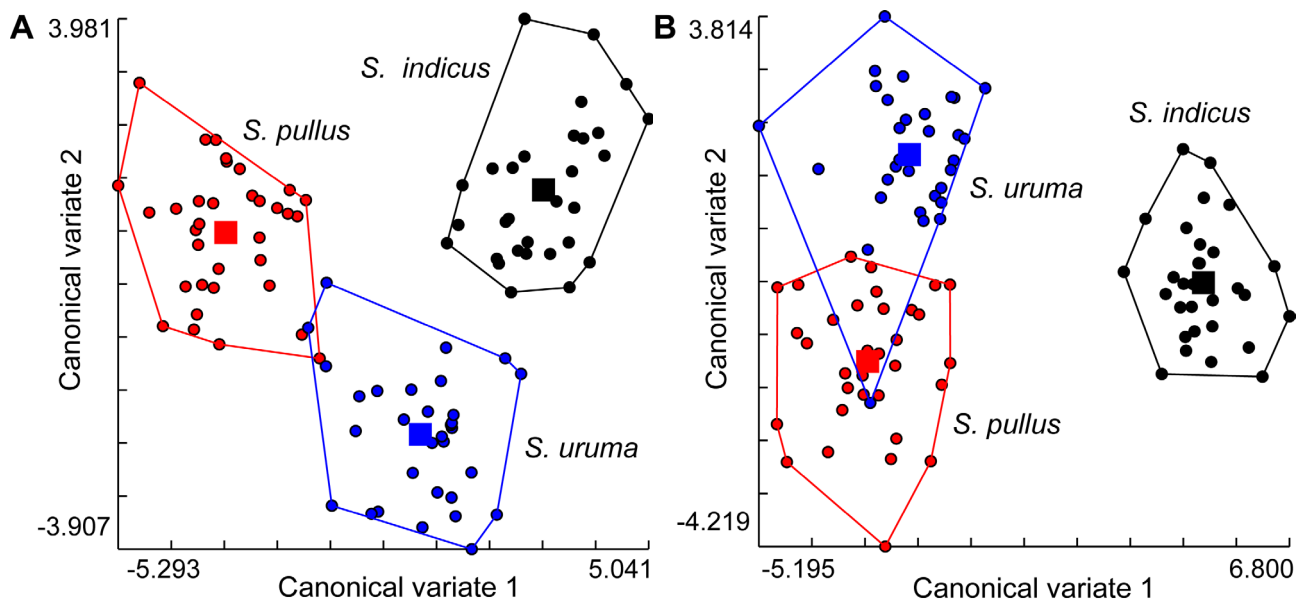 A
3.981
S. indicus
S. pullus
Canonical variate 2
S. uruma
-3.907
-5.293
Canonical variate 1
5.041
B
3.814
S. indicus
Canonical variate 2
S. uruma
S. pullus
-4.219
-5.195
Canonical variate 1
6.800